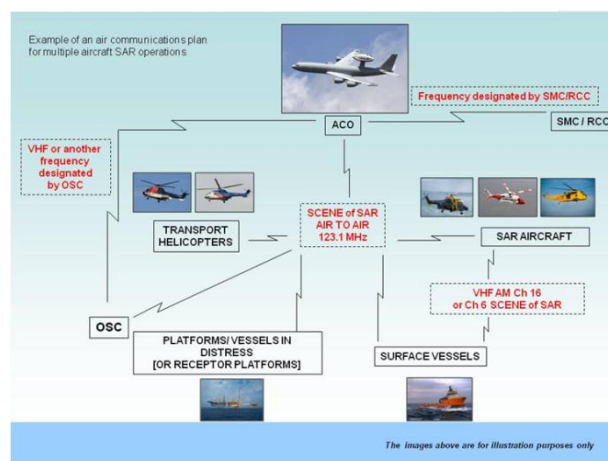 Example of an air communications plan
for multiple aircraft SAR operations
Frequency designated by SMC/RCC
ACO
SMC / RCC
VHF or another
frequency
designated
by OSC
SCENE of SAR
AIR TO AIR
123.1 MHz
TRANSPORT
HELICOPTERS
SAR AIRCRAFT
VHF AM Ch 16
or Ch 6 SCENE of SAR
OSC
PLATFORMS/ VESSELS IN
DISTRESS
[OR RECEPTOR PLATFORMS]
SURFACE VESSELS
The images above are for illustration purposes only